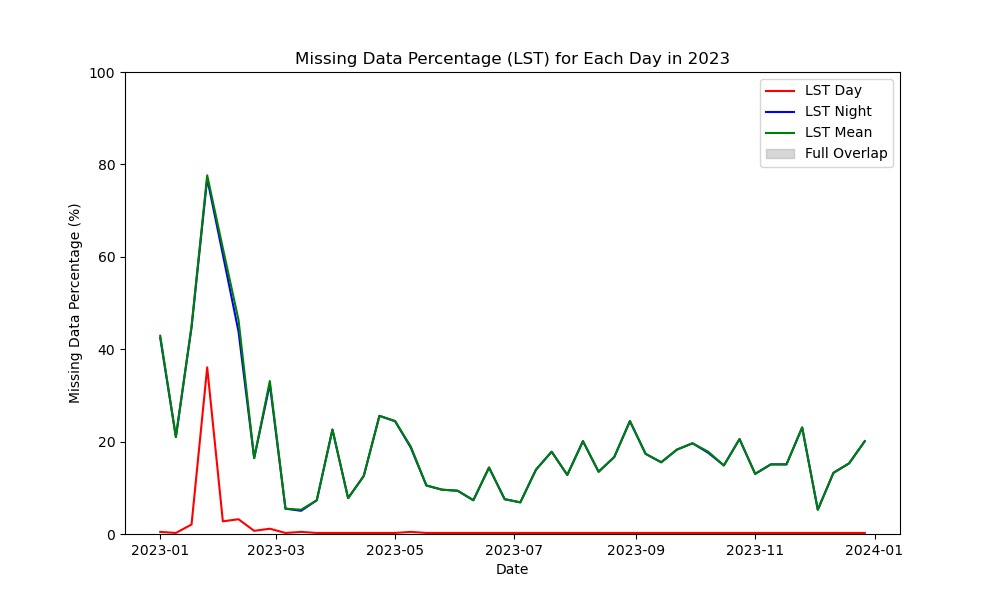 Missing Data Percentage (LST) for Each Day in 2023
100
80
60
40
20
0
Missing Data Percentage (%)
LST Day
LST Night
LST Mean
Full Overlap
2023-01 2023-03 2023-05 2023-07 2023-09 2023-11 2024-01
Date